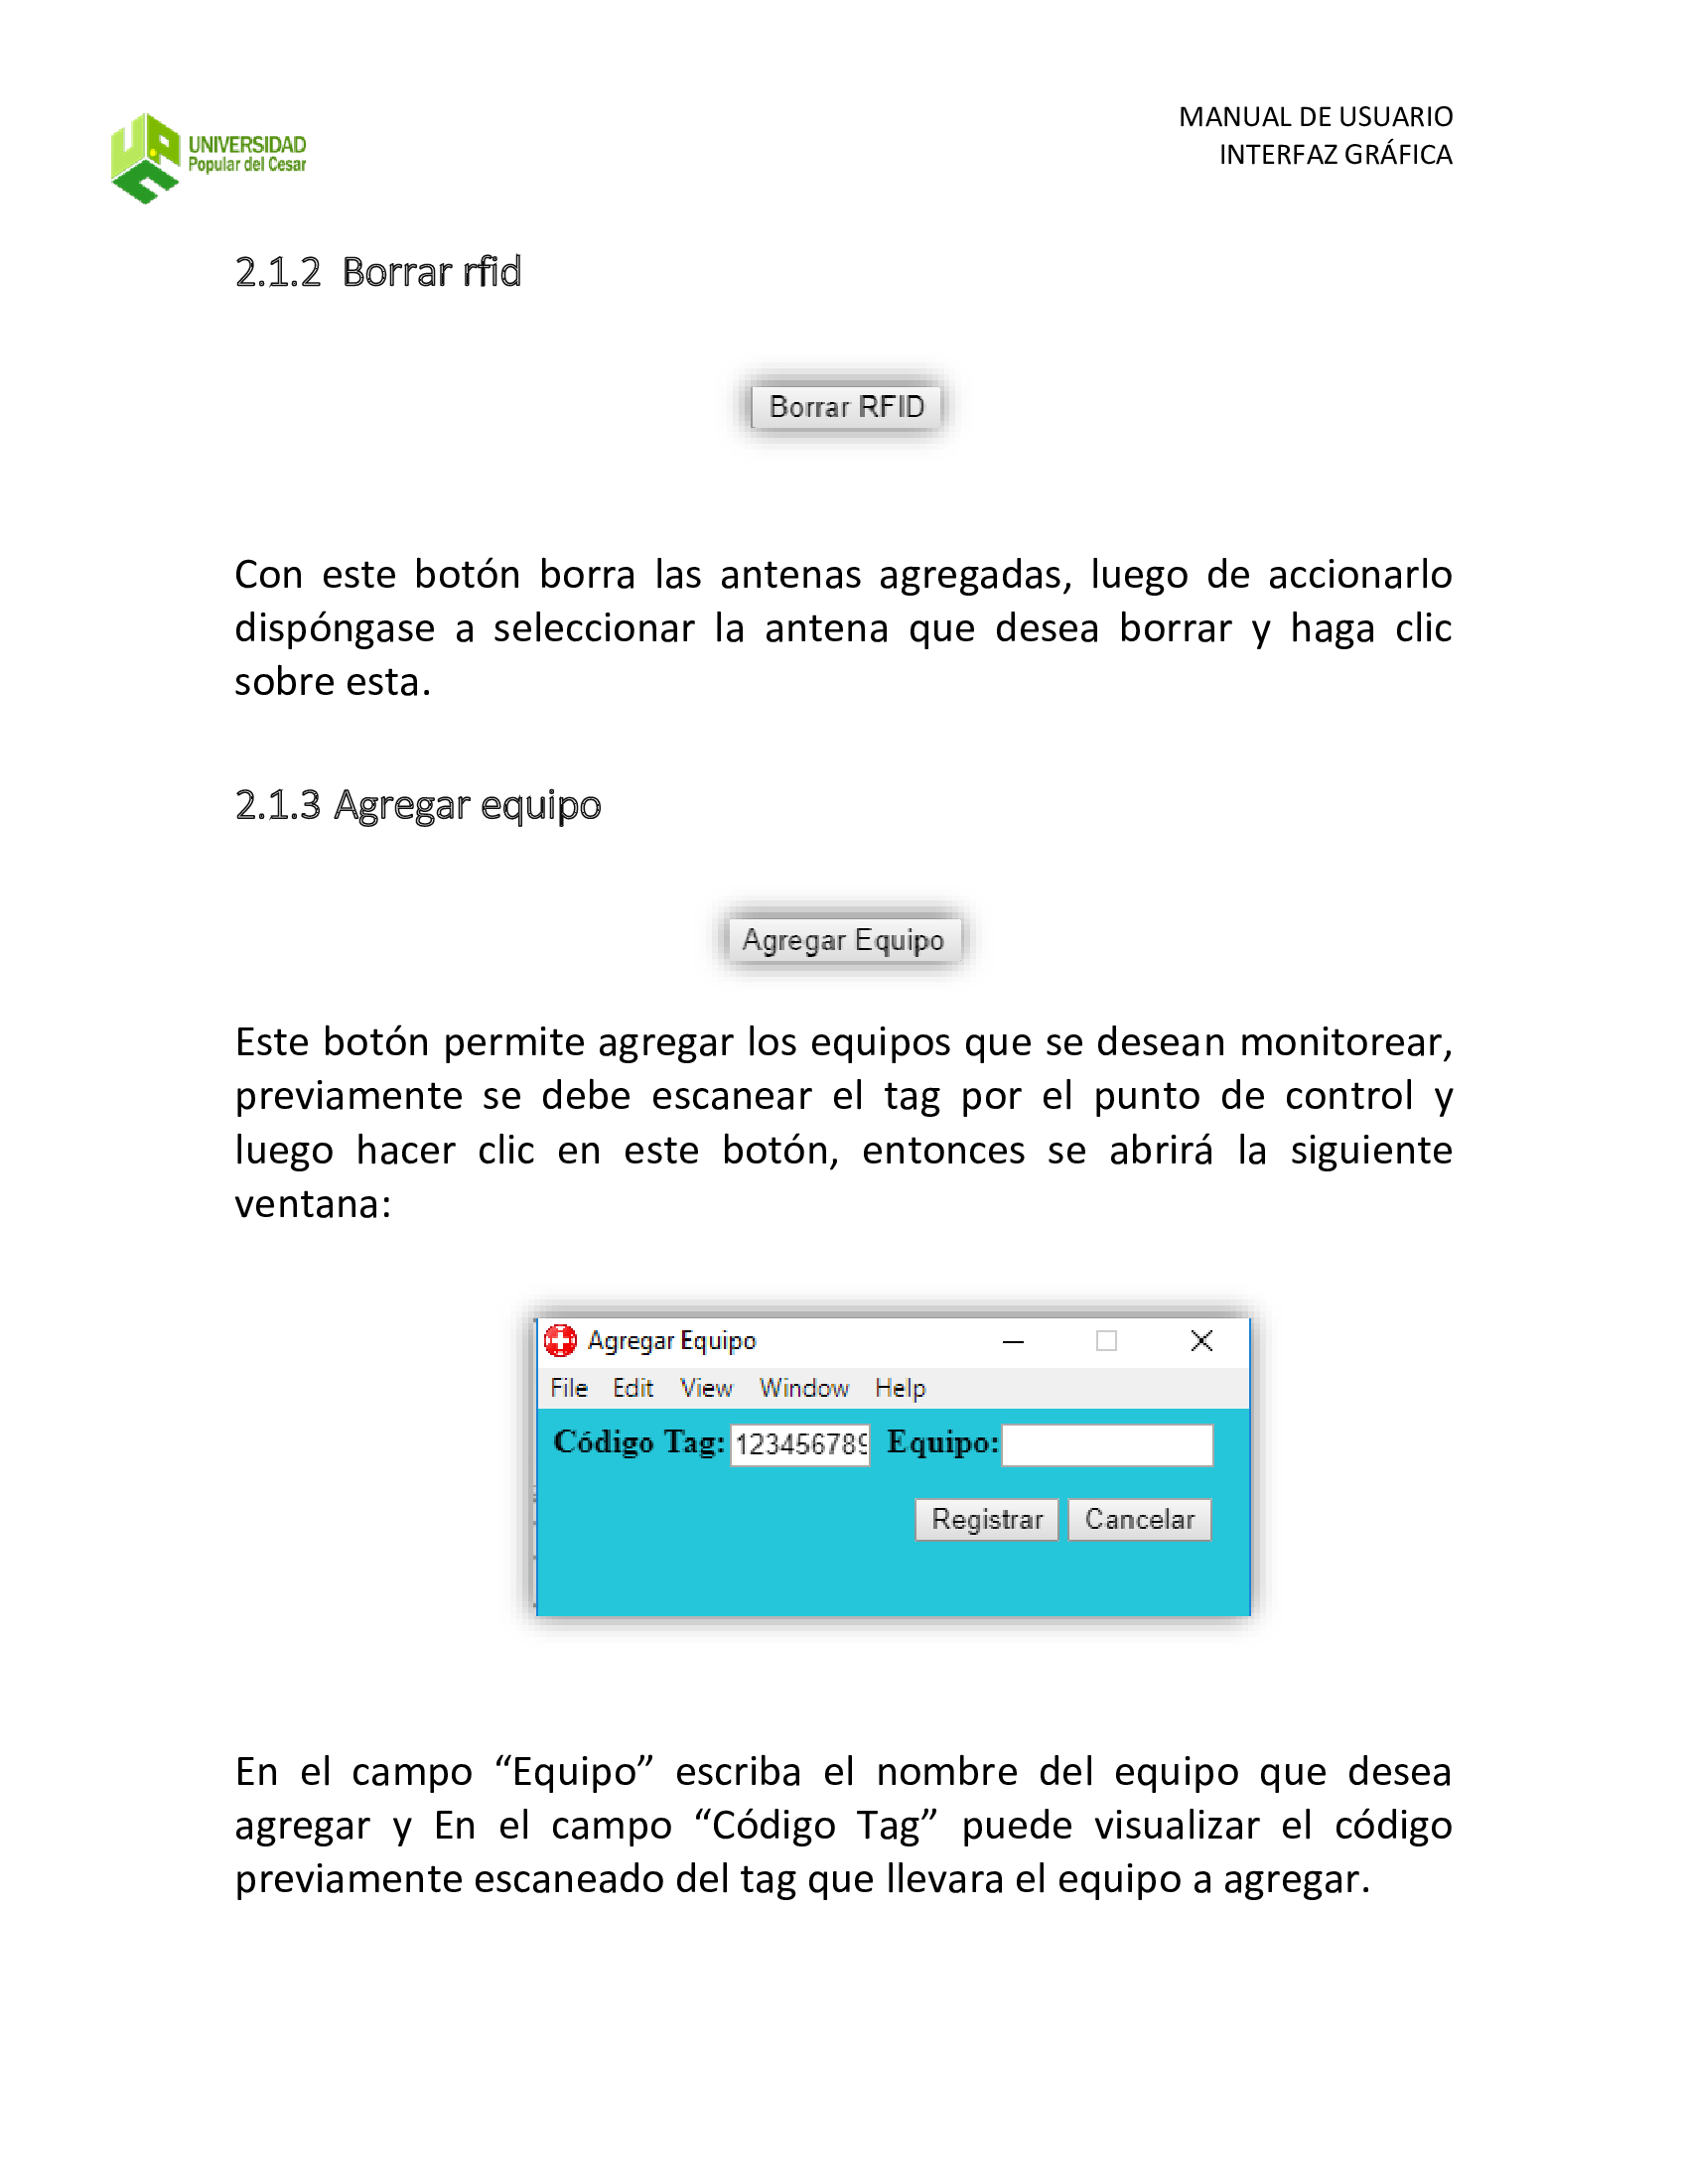 UNIVERSIDAD
Popular del Cesar
MANUAL DE USUARIO
INTERFAZ GRÁFICA
2.1.2 Borrar rfid
Borrar RFID
Con este botón borra las antenas agregadas, luego de accionarlo
dispóngase a seleccionar la antena que desea borrar y haga clic
sobre esta.
2.1.3 Agregar equipo
Agregar Equipo
Este botón permite agregar los equipos que se desean monitorear,
previamente se debe escanear el tag por el punto de control y
luego hacer clic en este botón, entonces se abrirá la siguiente
ventana:
Agregar Equipo
File Edit View Window Help
Código Tag: 123456789 Equipo:
Registrar Cancelar
En el campo “Equipo” escriba el nombre del equipo que desea
agregar y En el campo “Código Tag” puede visualizar el código
previamente escaneado del tag que llevara el equipo a agregar.